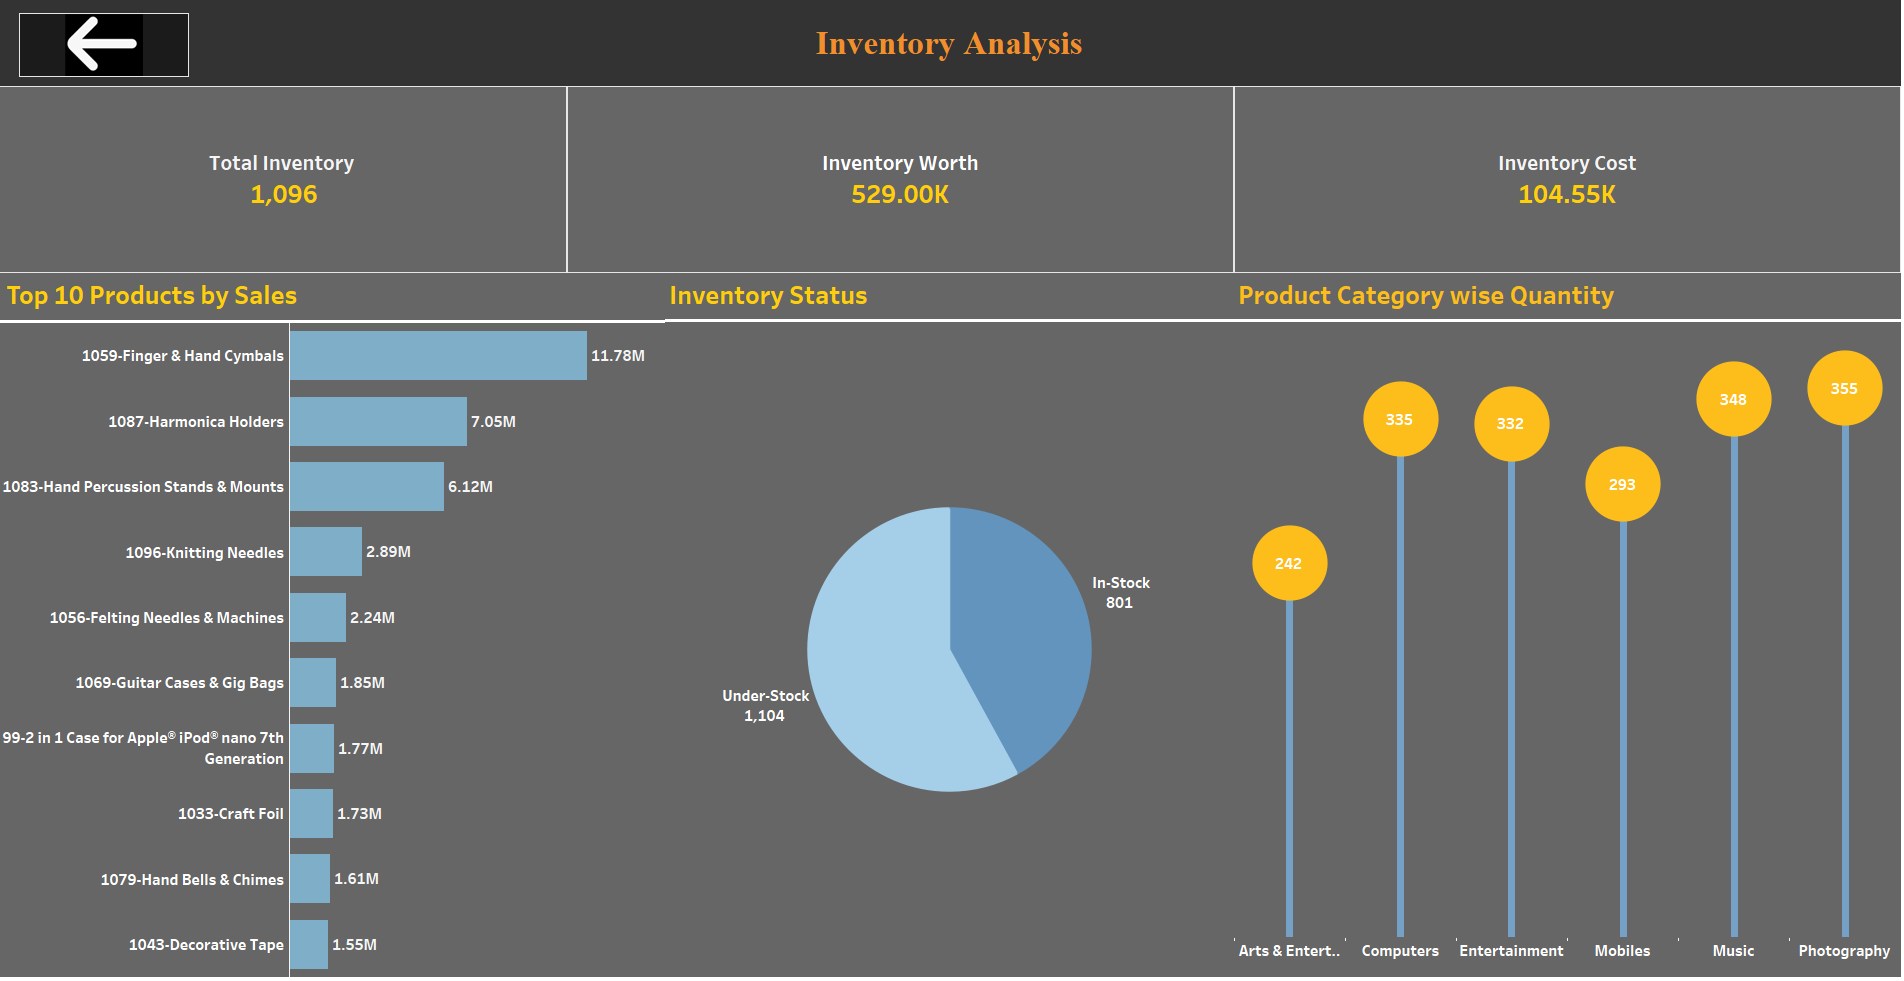 Inventory Analysis
Total Inventory
1,096
Inventory Worth
529.00K
Inventory Cost
104.55K
Top 10 Products by Sales
1059-Finger & Hand Cymbals
11.78M
1087-Harmonica Holders
7.05M
1083-Hand Percussion Stands & Mounts
6.12M
1096-Knitting Needles
2.89M
1056-Felting Needles & Machines
2.24M
1069-Guitar Cases & Gig Bags
1.85M
99-2 in 1 Case for Apple® iPod® nano 7th
Generation
1.77M
1033-Craft Foil
1.73M
1079-Hand Bells & Chimes
1.61M
1043-Decorative Tape
1.55M
Inventory Status
In-Stock
801
Under-Stock
1,104
Product Category wise Quantity
242
335
332
293
348
355
Arts & Entert..
Computers
Entertainment
Mobiles
Music
Photography